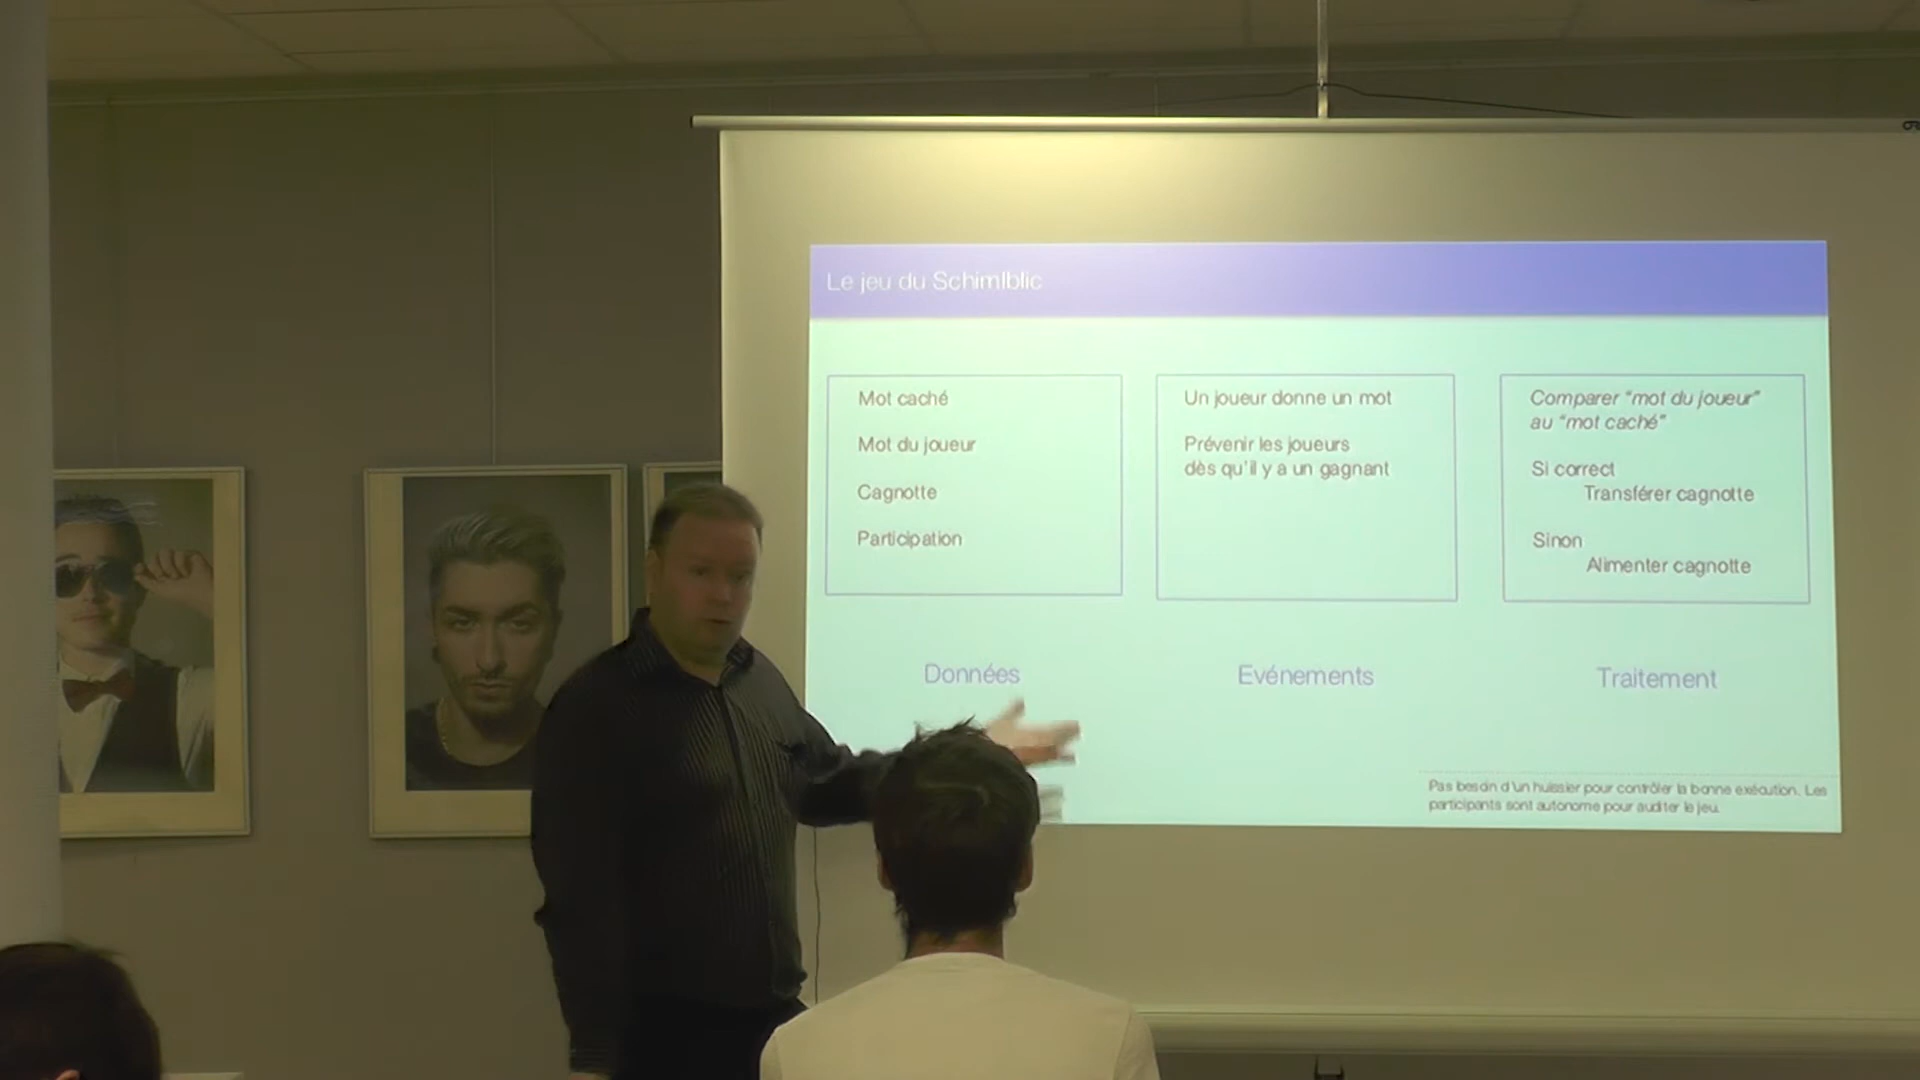 Le jeu du Schimlblic
Mot caché
Mot du joueur
Cagnotte
Participation
Données
Un joueur donne un mot
Prévenir les joueurs
dès qu'il y a un gagnant
Evénements
Comparer "mot du joueur"
au "mot caché"
Si correct
Transférer cagnotte
Sinon
Alimenter cagnotte
Traitement
Pas besoin d'un huissier pour contrôler la bonne exécution. Les
participants sont autonome pour auditer le jeu.